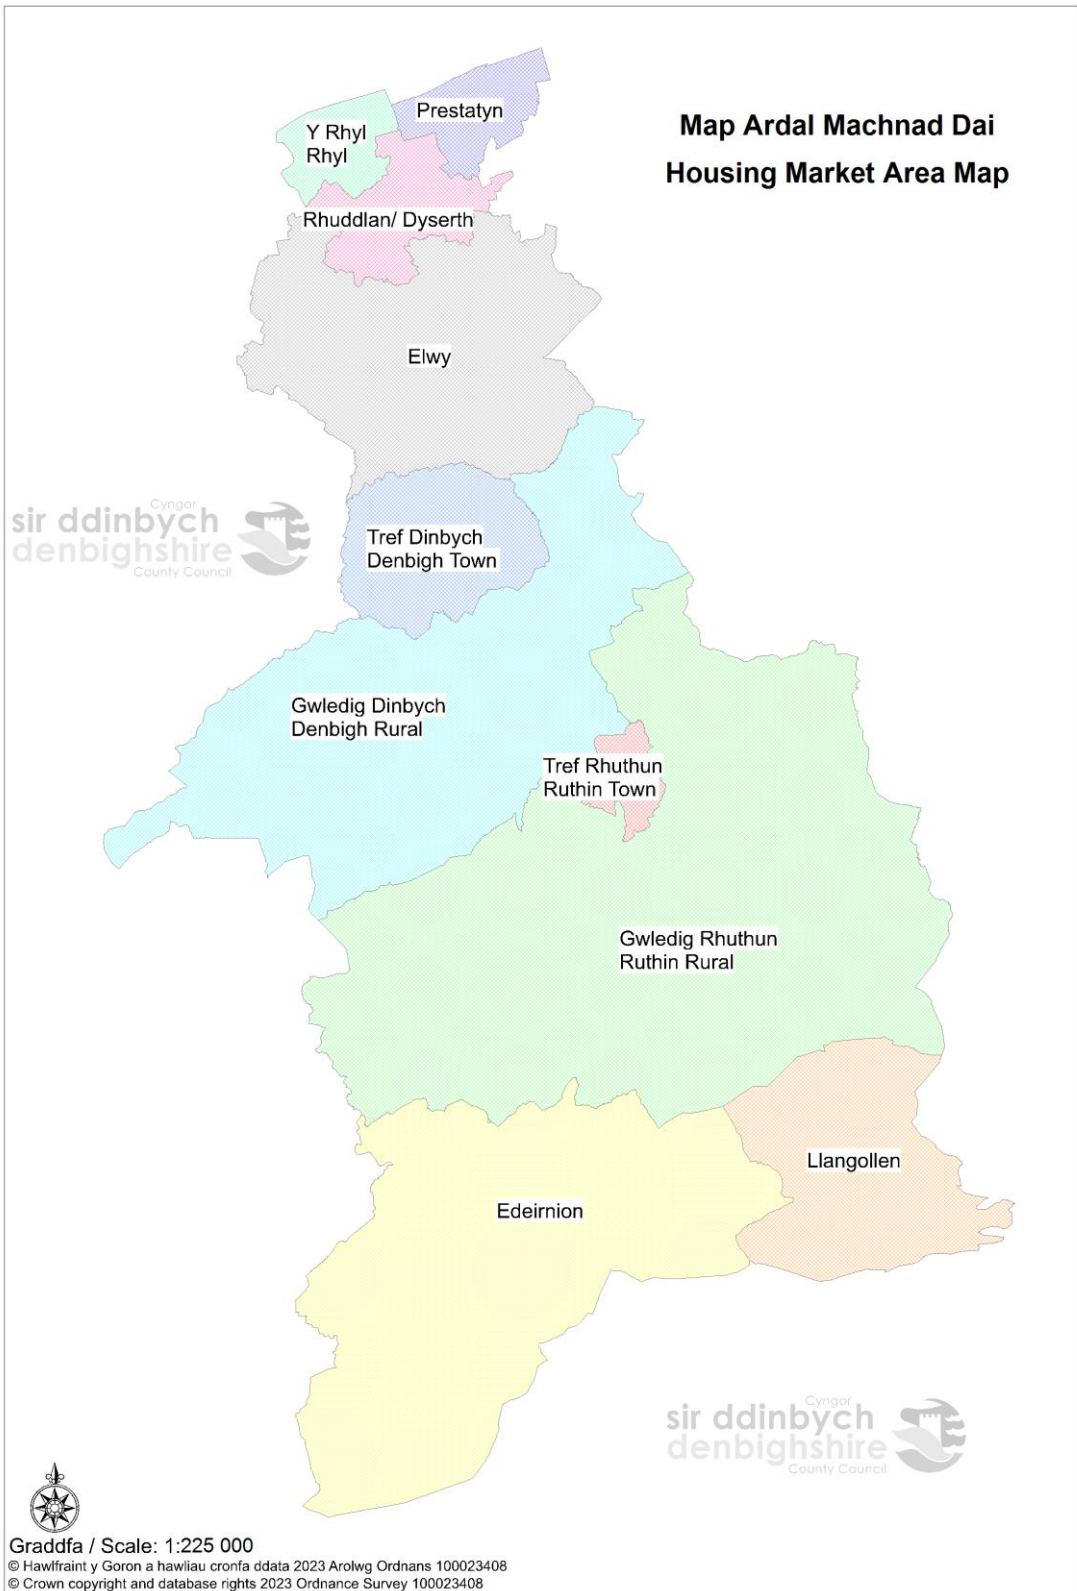 Map Ardal Machnad Dai
Housing Market Area Map
Prestatyn
Y Rhyl
Rhyl
Rhuddlan/ Dyserth
Elwy
Cyngor
sir ddinbych
denbighshire
County Council
Tref Dinbych
Denbigh Town
Gwledig Dinbych
Denbigh Rural
Tref Rhuthun
Ruthin Town
Gwledig Rhuthun
Ruthin Rural
Llangollen
Edeirnion
Cyngor
sir ddinbych
denbighshire
County Council
Graddfa / Scale: 1:225 000
© Hawlfraint y Goron a hawliau cronfa ddata 2023 Arolwg Ordnans 100023408
© Crown copyright and database rights 2023 Ordnance Survey 100023408